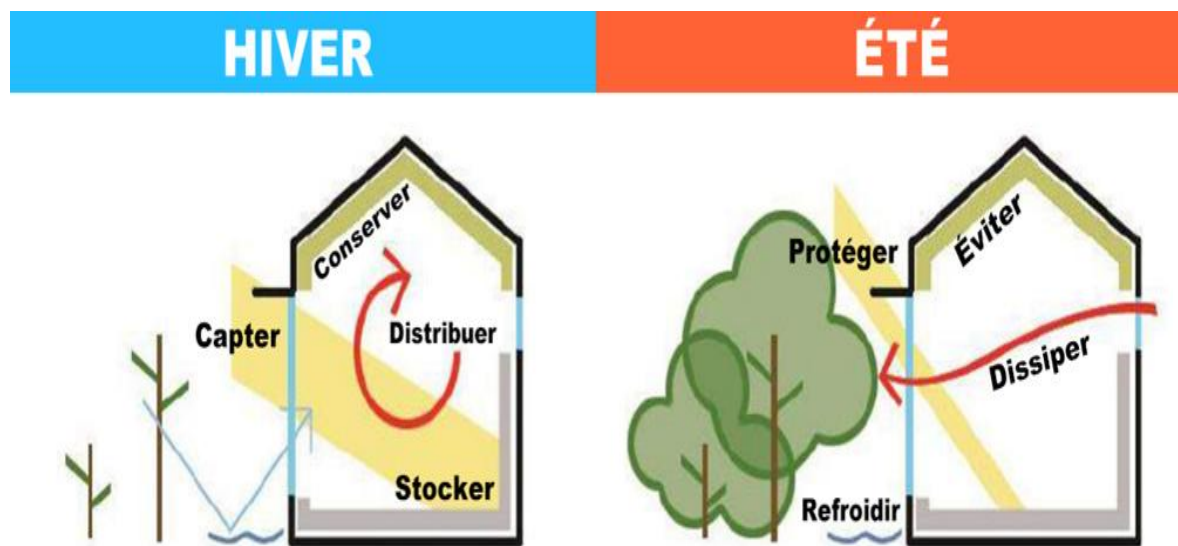 HIVER
ÉTÉ
Conserver
Capter
Distribuer
Stocker
Protéger
Éviter
Dissiper
Refroidir